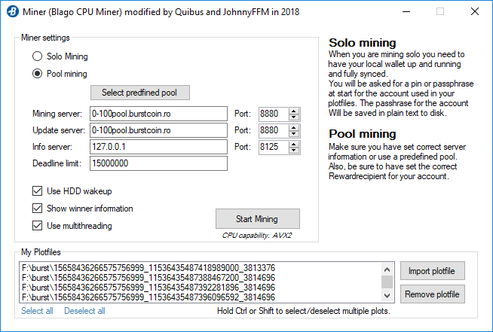 Miner (Blago CPU Miner) modified by Quibus and JohnnyFFM in 2018
Miner settings
Solo Mining
Pool mining
Select predfined pool
Mining server: 0-100pool.burstcoin.ro Port: 8880
Update server: 0-100pool.burstcoin.ro Port: 8880
Info server: 127.0.0.1 Port: 8125
Deadline limit: 15000000
Use HDD wakeup
Show winner information
Use multithreading
Start Mining
CPU capability: AVX2
Solo mining
When you are mining solo you need to
have your local wallet up and running
and fully synced.
You will be asked for a pin or passphrase
at start for the account used in your
plotfiles. The passhrase for the account
Will be saved in plain text to disk.
Pool mining
Make sure you have set correct server
information or use a predefined pool.
Also, be sure to have set the correct
Rewardrecipient for your account.
My Plotfiles
F:\burst\15658436266575756999_11536435487418989000_3813376
F:\burst\15658436266575756999_11536435487388467200_3814696
F:\burst\15658436266575756999_11536435487392281896_3814696
F:\burst\15658436266575756999_11536435487396096592_3814696
Import plotfile
Remove plotfile
Select all Deselect all Hold Ctrl or Shift to select/deselect multiple plots.